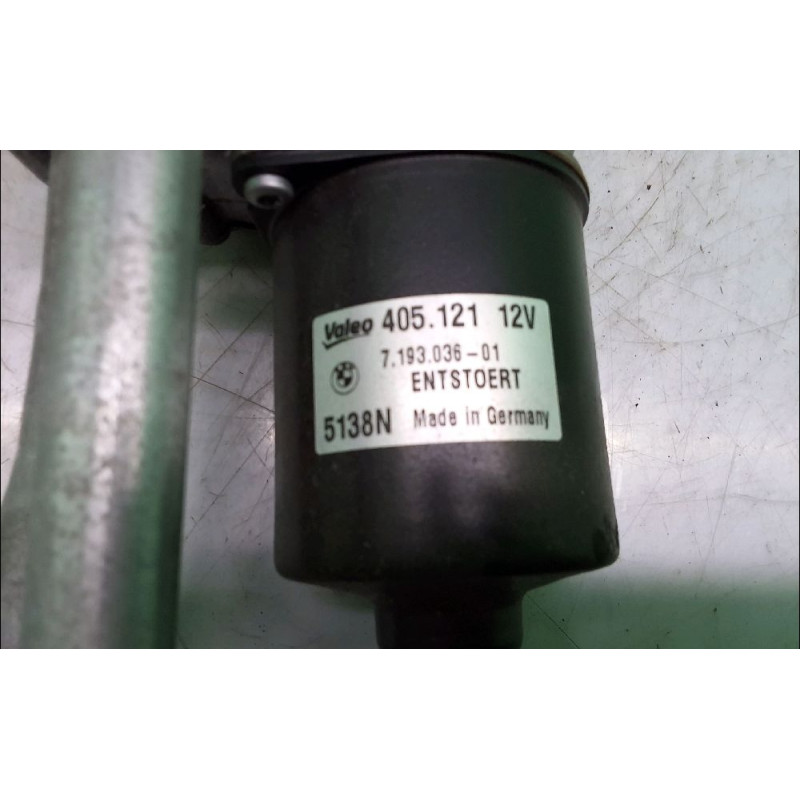 Valeo 405.121 12V
7.193.036-01
ENTSTOERT
5138N Made in Germany